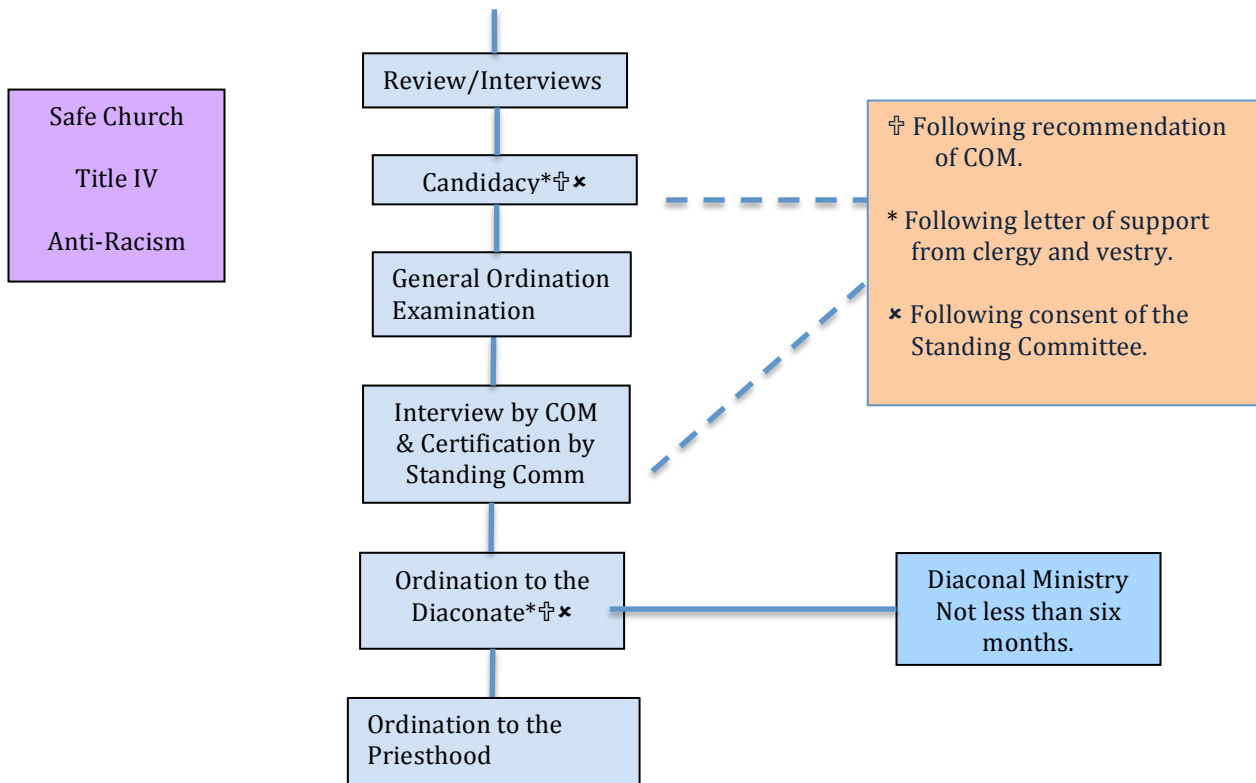 Review/Interviews
Safe Church
Title IV
Anti-Racism
Candidacy*✞✖
✞ Following recommendation
of COM.
* Following letter of support
from clergy and vestry.
✖ Following consent of the
Standing Committee.
General Ordination
Examination
Interview by COM
& Certification by
Standing Comm
Ordination to the
Diaconate*✞✖
Diaconal Ministry
Not less than six
months.
Ordination to the
Priesthood